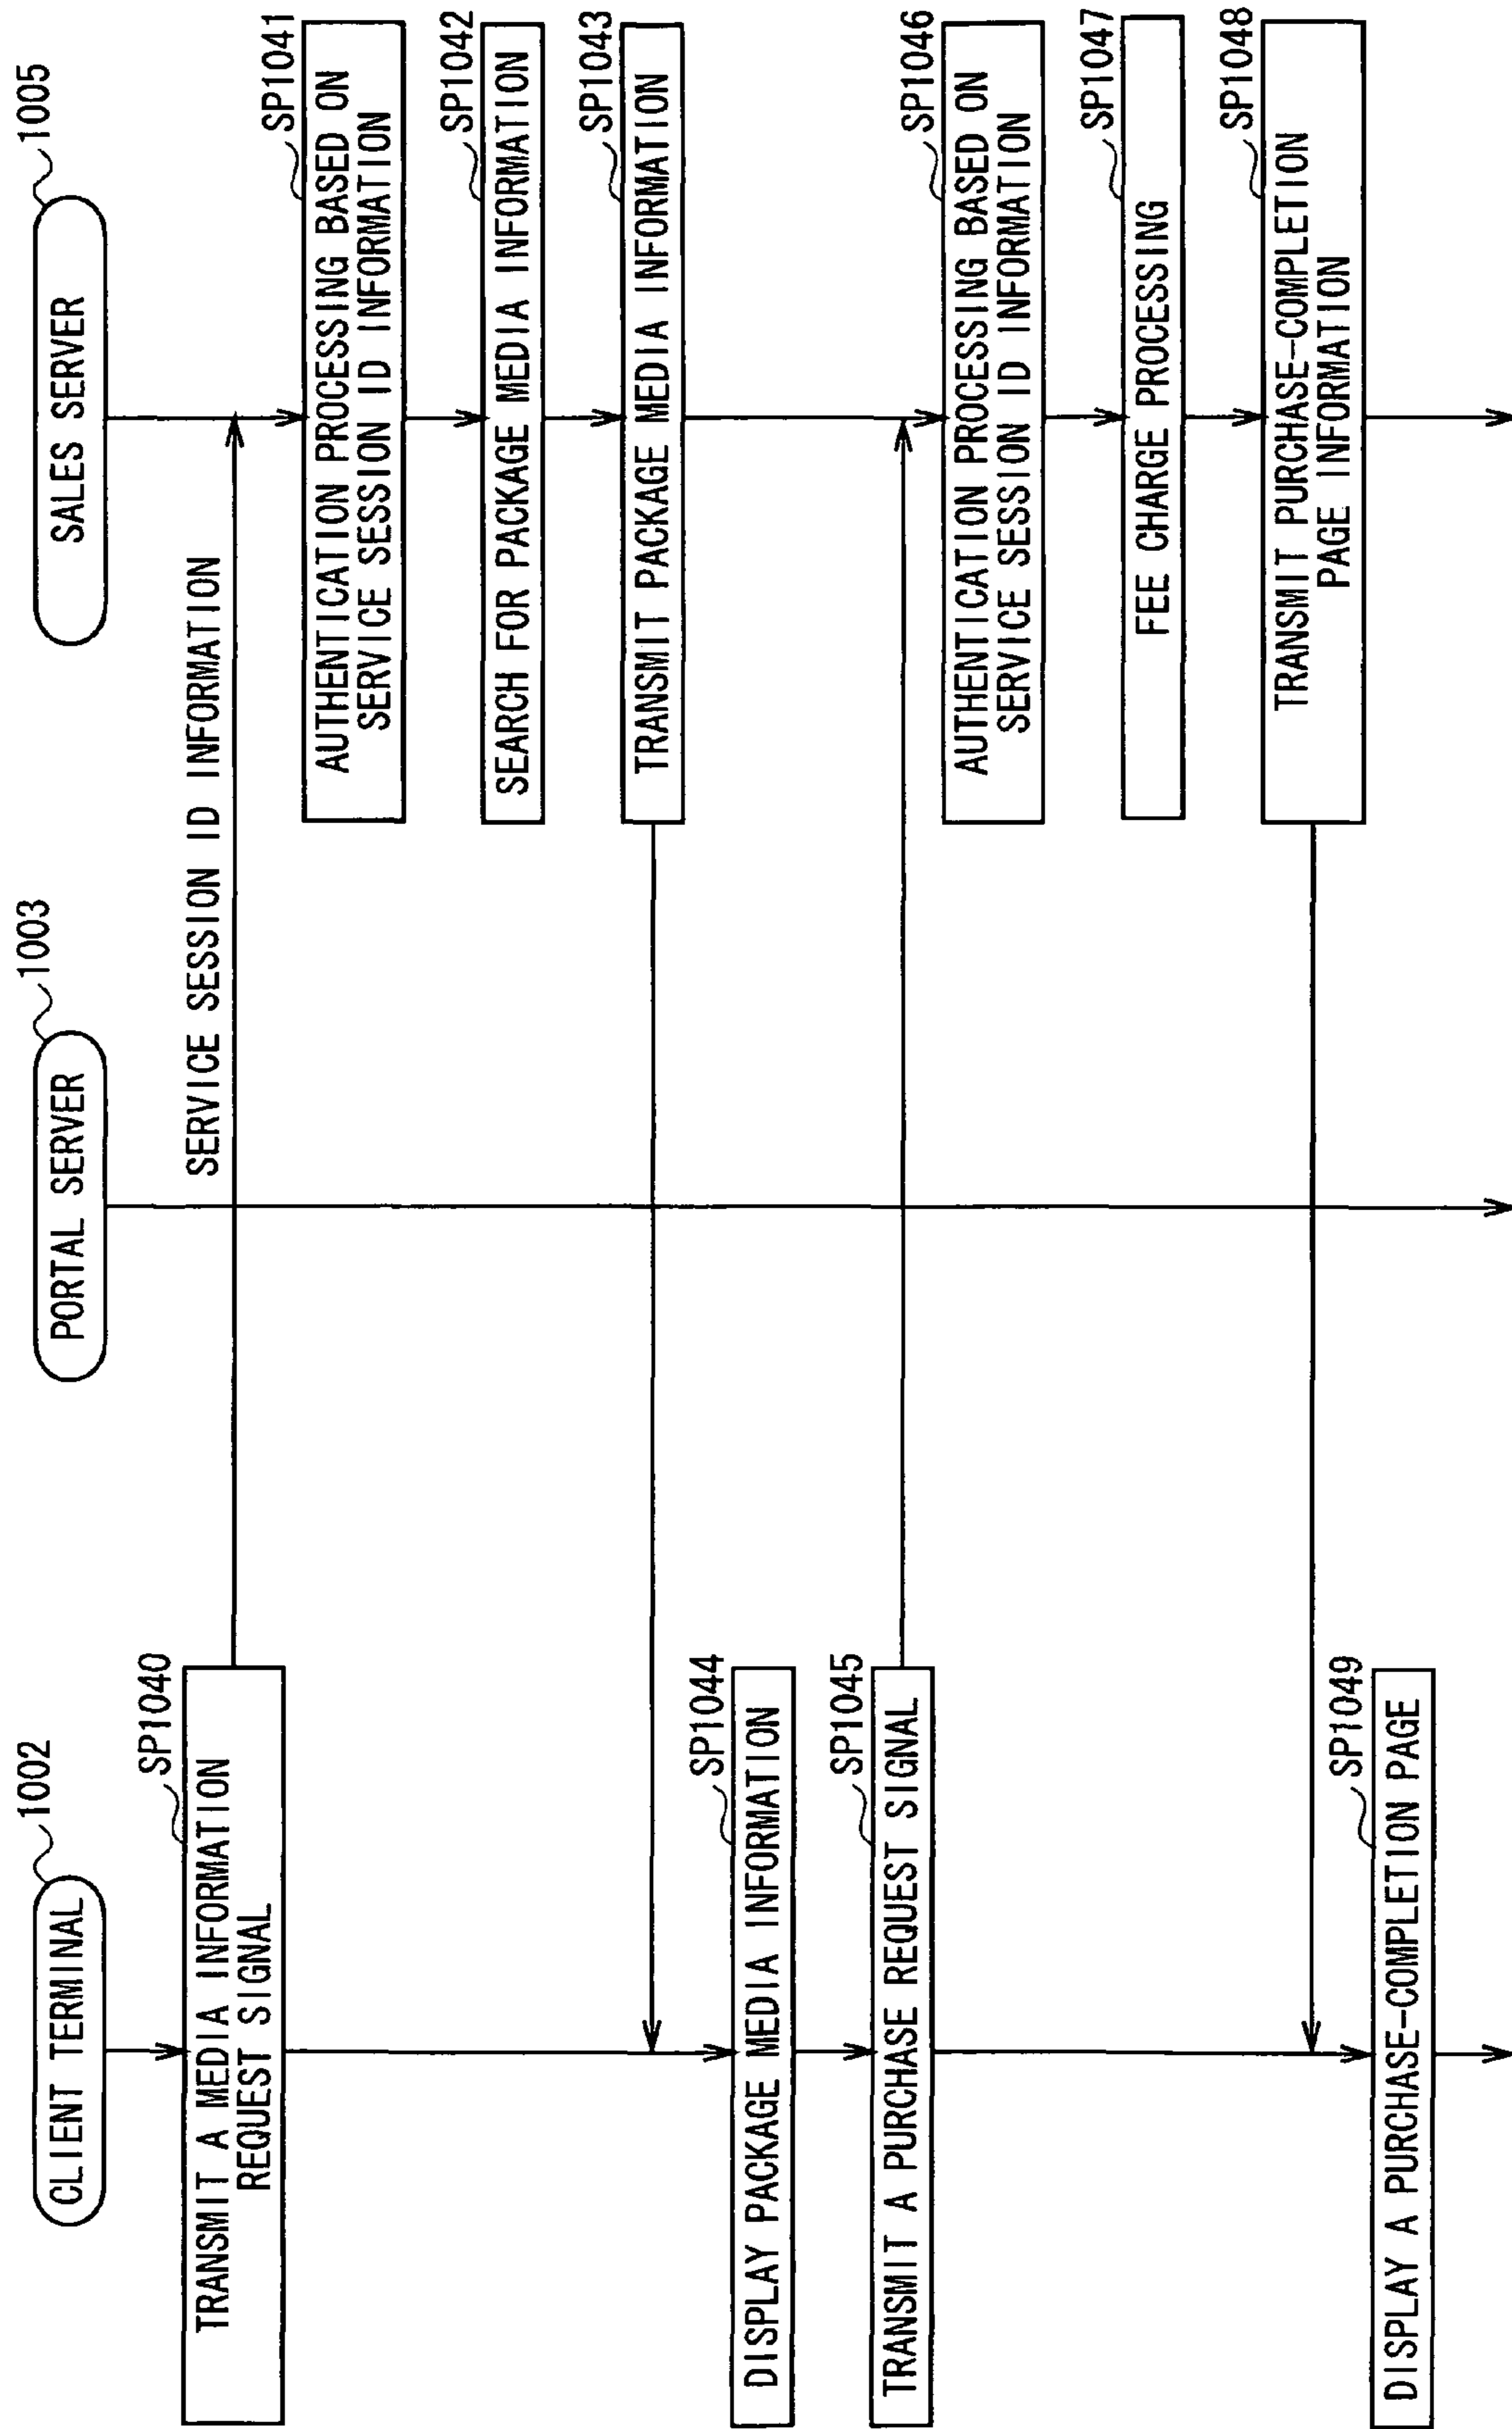 CLIENT TERMINAL
1002
PORTAL SERVER
1003
SALES SERVER
1005
SP1040
TRANSMIT A MEDIA INFORMATION
REQUEST SIGNAL
SERVICE SESSION ID INFORMATION
SP1041
AUTHENTICATION PROCESSING BASED ON
SERVICE SESSION ID INFORMATION
SP1042
SEARCH FOR PACKAGE MEDIA INFORMATION
SP1043
TRANSMIT PACKAGE MEDIA INFORMATION
SP1044
DISPLAY PACKAGE MEDIA INFORMATION
SP1045
TRANSMIT A PURCHASE REQUEST SIGNAL
SP1046
AUTHENTICATION PROCESSING BASED ON
SERVICE SESSION ID INFORMATION
SP1047
FEE CHARGE PROCESSING
SP1048
TRANSMIT PURCHASE-COMPLETION
PAGE INFORMATION
SP1049
DISPLAY A PURCHASE-COMPLETION PAGE